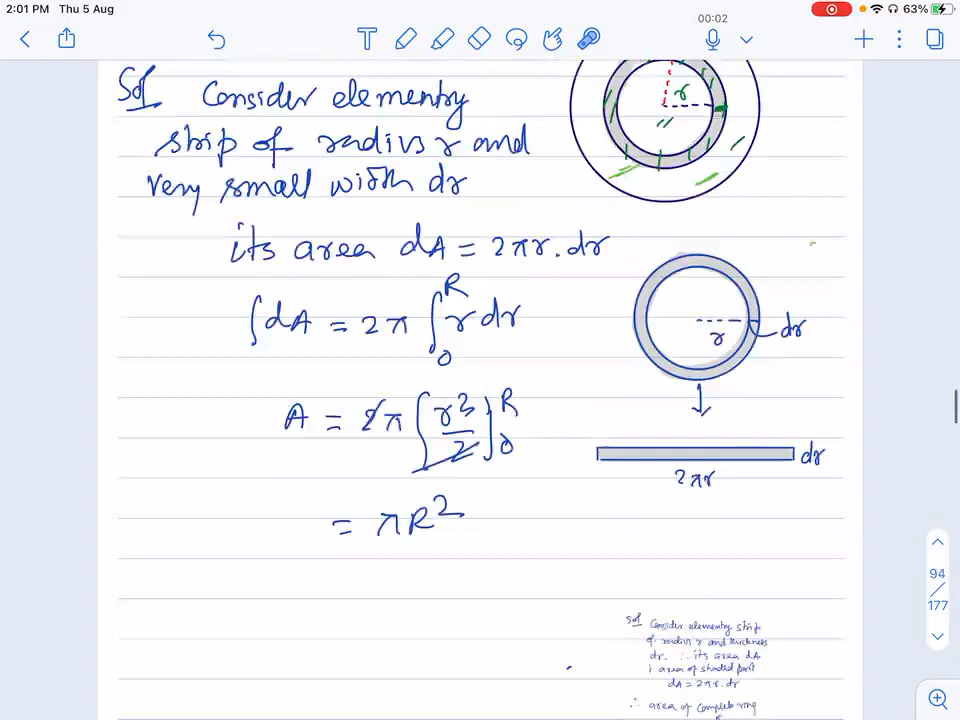 2:01 PM Thu 5 Aug
63%
00:02
Sol Consider elementry
strip of radius r and
very small width dr
its area dA = 2πr. dr
∫dA = 2π ∫₀ᴿ r dr
A = 2π [r²/2]₀ᴿ
= πR²
r
r
dr
dr
2πr
94
/
177
Sol Consider elementry strip
of radius r and thickness
dr. ∴ its area dA
i area of shaded part
dA = 2πr. dr
∴ area of complete ring